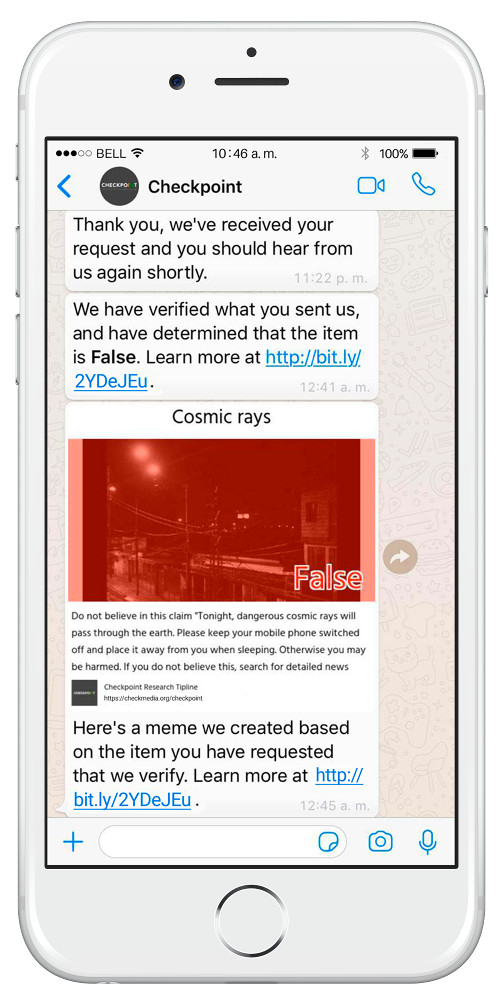 BELL
10:46 a. m.
100%
CHECKPOINT
Checkpoint
Thank you, we've received your
request and you should hear from
us again shortly.
11:22 p. m.
We have verified what you sent us,
and have determined that the item
is False. Learn more at http://bit.ly/
2YDeJEu.
12:41 a. m.
Cosmic rays
False
Do not believe in this claim "Tonight, dangerous cosmic rays will
pass through the earth. Please keep your mobile phone switched
off and place it away from you when sleeping. Otherwise you may
be harmed. If you do not believe this, search for detailed news
CHECKPOINT
Checkpoint Research Tipline
https://checkmedia.org/checkpoint
Here's a meme we created based
on the item you have requested
that we verify. Learn more at http://
bit.ly/2YDeJEu .
12:45 a. m.